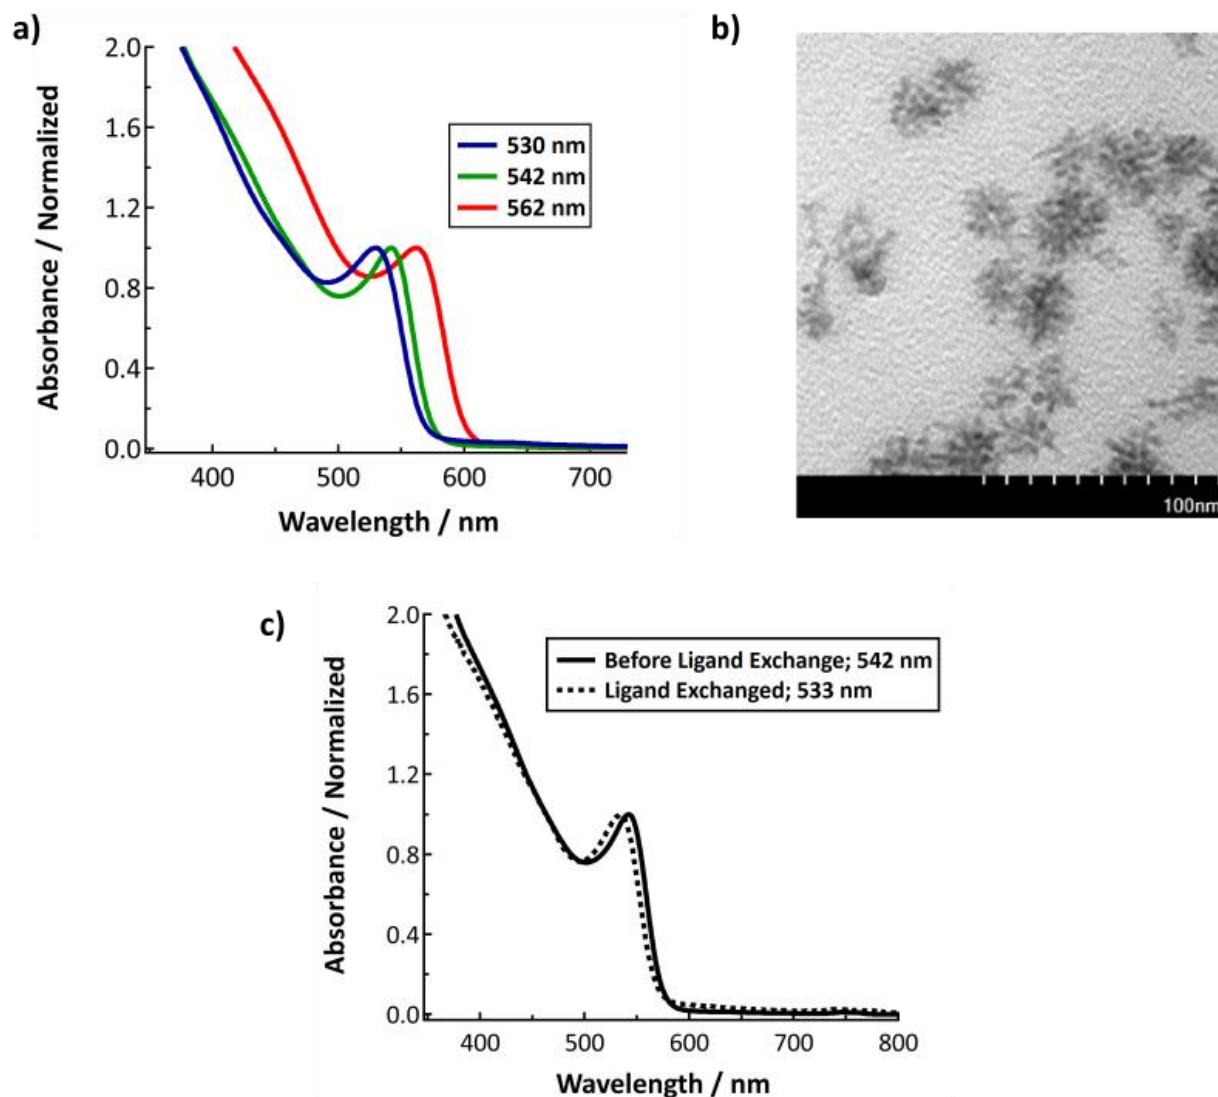 a)
2.0
1.6
1.2
0.8
0.4
0.0
Absorbance / Normalized
530 nm
542 nm
562 nm
400
500
600
700
Wavelength / nm
b)
100nm
c)
2.0
1.6
1.2
0.8
0.4
0.0
Absorbance / Normalized
Before Ligand Exchange; 542 nm
Ligand Exchanged; 533 nm
400
500
600
700
800
Wavelength / nm